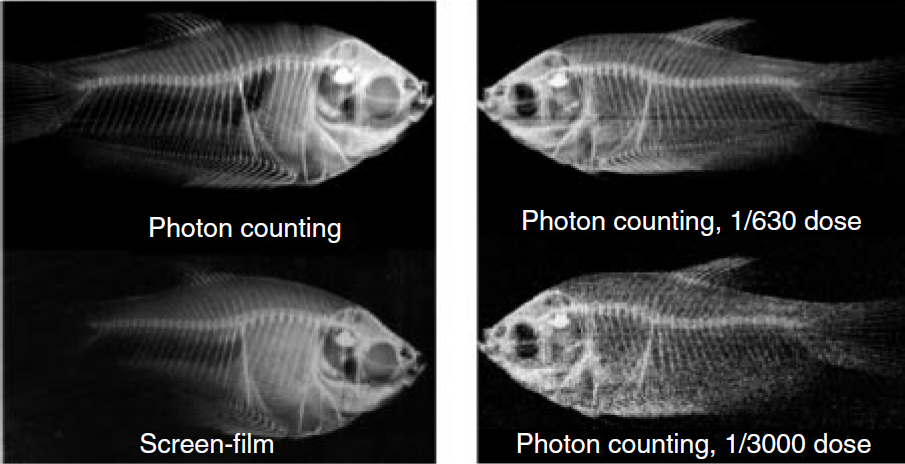 Photon counting
Photon counting, 1/630 dose
Screen-film
Photon counting, 1/3000 dose